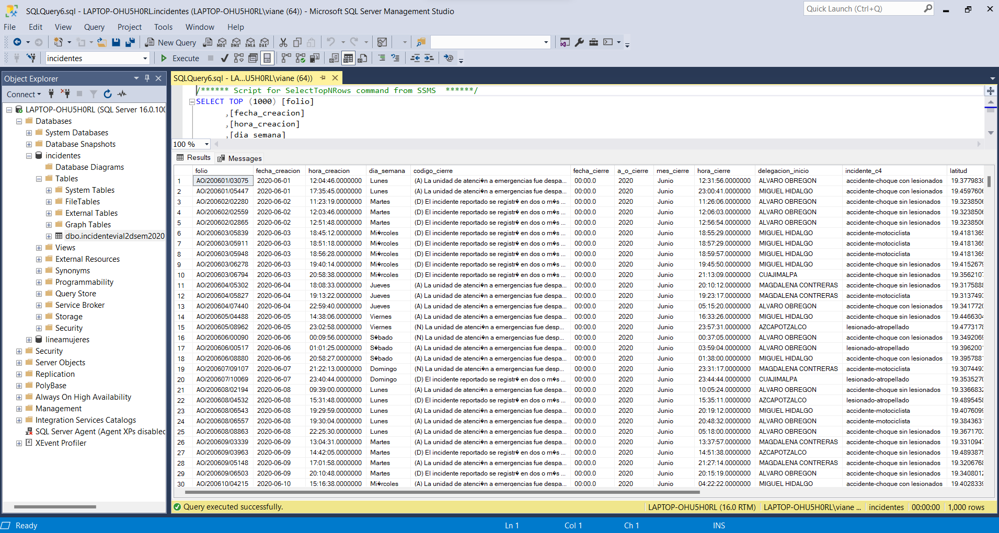 SQLQuery6.sql - LAPTOP-OHU5H0RL.incidentes (LAPTOP-OHU5H0RL\viane (64)) - Microsoft SQL Server Management Studio
Quick Launch (Ctrl+Q)
File Edit View Query Project Tools Window Help
New Query MDX DMX XMLA DAX
incidentes Execute
Object Explorer
Connect
LAPTOP-OHU5H0RL (SQL Server 16.0.100
Databases
System Databases
Database Snapshots
incidentes
Database Diagrams
Tables
System Tables
FileTables
External Tables
Graph Tables
dbo.incidentevial2dsem2020
Views
External Resources
Synonyms
Programmability
Query Store
Service Broker
Storage
Security
lineamujeres
Security
Server Objects
Replication
PolyBase
Always On High Availability
Management
Integration Services Catalogs
SQL Server Agent (Agent XPs disabled
XEvent Profiler
SQLQuery6.sql - LA...U5H0RL\viane (64))
/****** Script for SelectTopNRows command from SSMS ******/
SELECT TOP (1000) [folio]
,[fecha_creacion]
,[hora_creacion]
,[dia_semana]
100 %
Results Messages
folio fecha_creacion hora_creacion dia_semana codigo_cierre fecha_cierre a_o_cierre mes_cierre hora_cierre delegacion_inicio incidente_c4 latitud
1 AO/200601/03075 2020-06-01 12:04:46.0000000 Lunes (A) La unidad de atenci�n a emergencias fue despa... 00:00.0 2020 Junio 12:31:56.0000000 ALVARO OBREGON accidente-choque con lesionados 19.3779830
2 AO/200601/05447 2020-06-01 17:35:45.0000000 Lunes (A) La unidad de atenci�n a emergencias fue despa... 00:00.0 2020 Junio 23:00:41.0000000 MIGUEL HIDALGO accidente-choque con lesionados 19.4597606
3 AO/200602/02280 2020-06-02 11:23:19.0000000 Martes (D) El incidente reportado se registr� en dos o m�s ... 00:00.0 2020 Junio 11:26:06.0000000 ALVARO OBREGON accidente-choque sin lesionados 19.3238506
4 AO/200602/02559 2020-06-02 12:03:46.0000000 Martes (D) El incidente reportado se registr� en dos o m�s ... 00:00.0 2020 Junio 12:06:03.0000000 ALVARO OBREGON accidente-choque sin lesionados 19.3238506
5 AO/200602/02865 2020-06-02 12:51:48.0000000 Martes (D) El incidente reportado se registr� en dos o m�s ... 00:00.0 2020 Junio 12:56:54.0000000 ALVARO OBREGON accidente-choque sin lesionados 19.3238506
6 AO/200603/05839 2020-06-03 18:45:12.0000000 Mi�rcoles (D) El incidente reportado se registr� en dos o m�s ... 00:00.0 2020 Junio 18:55:29.0000000 MIGUEL HIDALGO accidente-motociclista 19.4181365
7 AO/200603/05911 2020-06-03 18:51:18.0000000 Mi�rcoles (D) El incidente reportado se registr� en dos o m�s ... 00:00.0 2020 Junio 18:57:29.0000000 MIGUEL HIDALGO accidente-motociclista 19.4181365
8 AO/200603/05948 2020-06-03 18:56:28.0000000 Mi�rcoles (D) El incidente reportado se registr� en dos o m�s ... 00:00.0 2020 Junio 18:59:57.0000000 MIGUEL HIDALGO accidente-motociclista 19.4181365
9 AO/200603/06278 2020-06-03 19:40:14.0000000 Mi�rcoles (D) El incidente reportado se registr� en dos o m�s ... 00:00.0 2020 Junio 19:45:50.0000000 MIGUEL HIDALGO accidente-choque sin lesionados 19.4152679
10 AO/200603/06794 2020-06-03 20:58:38.0000000 Mi�rcoles (D) El incidente reportado se registr� en dos o m�s ... 00:00.0 2020 Junio 21:13:09.0000000 CUAJIMALPA accidente-choque sin lesionados 19.3562107
11 AO/200604/05302 2020-06-04 18:08:33.0000000 Jueves (A) La unidad de atenci�n a emergencias fue despa... 00:00.0 2020 Junio 20:10:12.0000000 MAGDALENA CONTRERAS accidente-choque sin lesionados 19.3175888
12 AO/200604/05827 2020-06-04 19:13:22.0000000 Jueves (A) La unidad de atenci�n a emergencias fue despa... 00:00.0 2020 Junio 19:23:17.0000000 MAGDALENA CONTRERAS accidente-motociclista 19.3137493
13 AO/200604/07440 2020-06-04 22:59:40.0000000 Jueves (A) La unidad de atenci�n a emergencias fue despa... 00:00.0 2020 Junio 05:15:20.0000000 ALVARO OBREGON accidente-choque con lesionados 19.3417720
14 AO/200605/04488 2020-06-05 14:38:06.0000000 Viernes (A) La unidad de atenci�n a emergencias fue despa... 00:00.0 2020 Junio 16:33:26.0000000 MIGUEL HIDALGO accidente-choque sin lesionados 19.4466304
15 AO/200605/08962 2020-06-05 23:02:58.0000000 Viernes (N) La unidad de atenci�n a emergencias fue desp... 00:00.0 2020 Junio 23:57:31.0000000 AZCAPOTZALCO lesionado-atropellado 19.4773178
16 AO/200606/00090 2020-06-06 00:09:56.0000000 S�bado (N) La unidad de atenci�n a emergencias fue desp... 00:00.0 2020 Junio 00:37:05.0000000 ALVARO OBREGON accidente-choque sin lesionados 19.3492069
17 AO/200606/00517 2020-06-06 01:01:25.0000000 S�bado (A) La unidad de atenci�n a emergencias fue despa... 00:00.0 2020 Junio 03:59:04.0000000 ALVARO OBREGON lesionado-atropellado 19.3962001
18 AO/200606/08880 2020-06-06 20:58:27.0000000 S�bado (A) La unidad de atenci�n a emergencias fue despa... 00:00.0 2020 Junio 01:38:00.0000000 MIGUEL HIDALGO accidente-choque con lesionados 19.3957881
19 AO/200607/09107 2020-06-07 21:22:13.0000000 Domingo (N) La unidad de atenci�n a emergencias fue desp... 00:00.0 2020 Junio 23:31:17.0000000 MAGDALENA CONTRERAS accidente-motociclista 19.3074493
20 AO/200607/10069 2020-06-07 23:40:44.0000000 Domingo (D) El incidente reportado se registr� en dos o m�s ... 00:00.0 2020 Junio 23:44:44.0000000 CUAJIMALPA lesionado-atropellado 19.3535270
21 AO/200608/02194 2020-06-08 09:39:00.0000000 Lunes (A) La unidad de atenci�n a emergencias fue despa... 00:00.0 2020 Junio 10:05:24.0000000 ALVARO OBREGON accidente-choque sin lesionados 19.3366832
22 AO/200608/04532 2020-06-08 15:31:48.0000000 Lunes (D) El incidente reportado se registr� en dos o m�s ... 00:00.0 2020 Junio 15:35:11.0000000 AZCAPOTZALCO lesionado-atropellado 19.4895458
23 AO/200608/06543 2020-06-08 19:29:59.0000000 Lunes (A) La unidad de atenci�n a emergencias fue despa... 00:00.0 2020 Junio 20:19:12.0000000 MIGUEL HIDALGO accidente-motociclista 19.4076099
24 AO/200608/06557 2020-06-08 19:30:04.0000000 Lunes (A) La unidad de atenci�n a emergencias fue despa... 00:00.0 2020 Junio 20:48:32.0000000 ALVARO OBREGON accidente-motociclista 19.3843631
25 AO/200608/08863 2020-06-08 22:25:30.0000000 Lunes (A) La unidad de atenci�n a emergencias fue despa... 00:00.0 2020 Junio 05:18:00.0000000 ALVARO OBREGON accidente-choque sin lesionados 19.3671703
26 AO/200609/03339 2020-06-09 13:04:31.0000000 Martes (A) La unidad de atenci�n a emergencias fue despa... 00:00.0 2020 Junio 13:37:57.0000000 MAGDALENA CONTRERAS accidente-choque sin lesionados 19.3310947
27 AO/200609/03963 2020-06-09 14:42:05.0000000 Martes (D) El incidente reportado se registr� en dos o m�s ... 00:00.0 2020 Junio 14:51:38.0000000 AZCAPOTZALCO accidente-choque sin lesionados 19.4893875
28 AO/200609/05148 2020-06-09 17:01:58.0000000 Martes (A) La unidad de atenci�n a emergencias fue despa... 00:00.0 2020 Junio 21:27:14.0000000 MAGDALENA CONTRERAS accidente-choque sin lesionados 19.3206768
29 AO/200609/06503 2020-06-09 20:10:48.0000000 Martes (D) El incidente reportado se registr� en dos o m�s ... 00:00.0 2020 Junio 20:15:19.0000000 ALVARO OBREGON accidente-choque sin lesionados 19.3408012
30 AO/200610/04215 2020-06-10 15:16:38.0000000 Mi�rcoles (A) La unidad de atenci�n a emergencias fue despa... 00:00.0 2020 Junio 04:22:22.0000000 MIGUEL HIDALGO accidente-choque con lesionados 19.4028339
Query executed successfully. LAPTOP-OHU5H0RL (16.0 RTM) LAPTOP-OHU5H0RL\viane ... incidentes 00:00:00 1,000 rows
Ready Ln 1 Col 1 Ch 1 INS